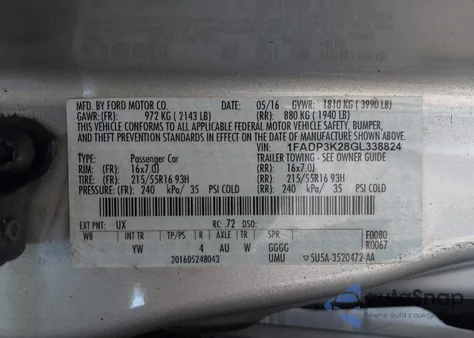 MFD. BY FORD MOTOR CO. DATE: 05/16 GVWR: 1810 KG ( 3990 LB)
GAWR:(FR): 972 KG ( 2143 LB) (RR): 880 KG ( 1940 LB)
THIS VEHICLE CONFORMS TO ALL APPLICABLE FEDERAL MOTOR VEHICLE SAFETY, BUMPER,
AND THEFT PREVENTION STANDARDS IN EFFECT ON THE DATE OF MANUFACTURE SHOWN ABOVE.
VIN: 1FADP3K28GL338824
TYPE: Passenger Car TRAILER TOWING - SEE OWNER GUIDE
RIM: (FR) 16x7.0J (RR) 16x7.0J
TIRE: (FR) 215/55R16 93H (RR) 215/55R16 93H
PRESSURE: (FR) 240 kPa/ 35 PSI COLD (RR) 240 kPa/ 35 PSI COLD
EXT PNT: UX RC: 72 DSO: F0080
WB INT TR TP/PS R AXLE TR SPR R0067
YW 4 AU W GGGG
201605248043 UMU SU5A-3520472-AA
autoSnap
Pewne auto z aukcji